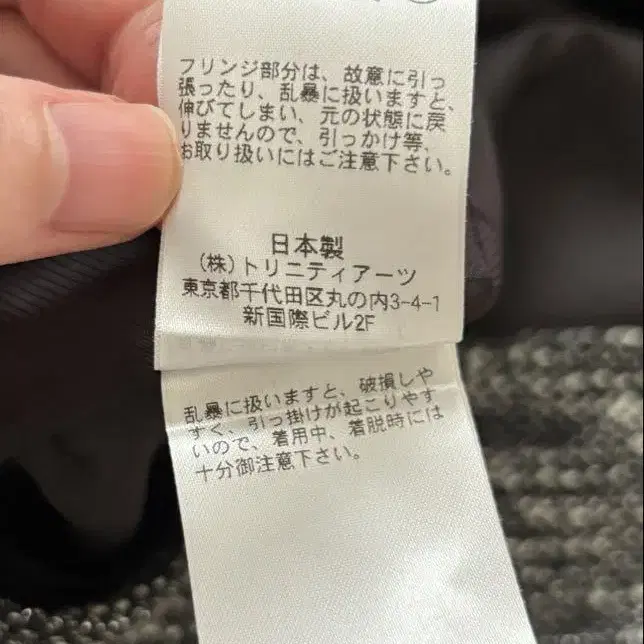 フリンジ部分は、故意に引っ
張ったり、乱暴に扱いますと、
伸びてしまい、元の状態に戻
りませんので、引っかけ等、
お取り扱いにはご注意下さい。
日本製
(株)トリニティアーツ
東京都千代田区丸の内3-4-1
新国際ビル2F
乱暴に扱いますと、破損しや
すく、引っ掛けが起こりやす
いので、着用中、着脱時には
十分御注意下さい。